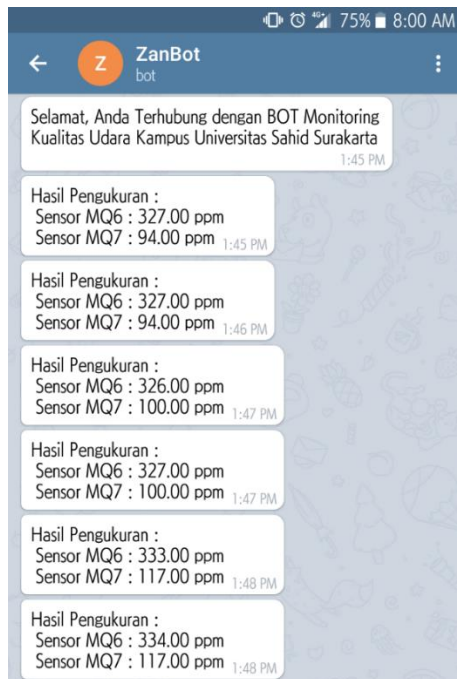 4G 75% 8:00 AM
Z ZanBot
bot
Selamat, Anda Terhubung dengan BOT Monitoring
Kualitas Udara Kampus Universitas Sahid Surakarta
1:45 PM
Hasil Pengukuran :
Sensor MQ6 : 327.00 ppm
Sensor MQ7 : 94.00 ppm 1:45 PM
Hasil Pengukuran :
Sensor MQ6 : 327.00 ppm
Sensor MQ7 : 94.00 ppm 1:46 PM
Hasil Pengukuran :
Sensor MQ6 : 326.00 ppm
Sensor MQ7 : 100.00 ppm 1:47 PM
Hasil Pengukuran :
Sensor MQ6 : 327.00 ppm
Sensor MQ7 : 100.00 ppm 1:47 PM
Hasil Pengukuran :
Sensor MQ6 : 333.00 ppm
Sensor MQ7 : 117.00 ppm 1:48 PM
Hasil Pengukuran :
Sensor MQ6 : 334.00 ppm
Sensor MQ7 : 117.00 ppm 1:48 PM